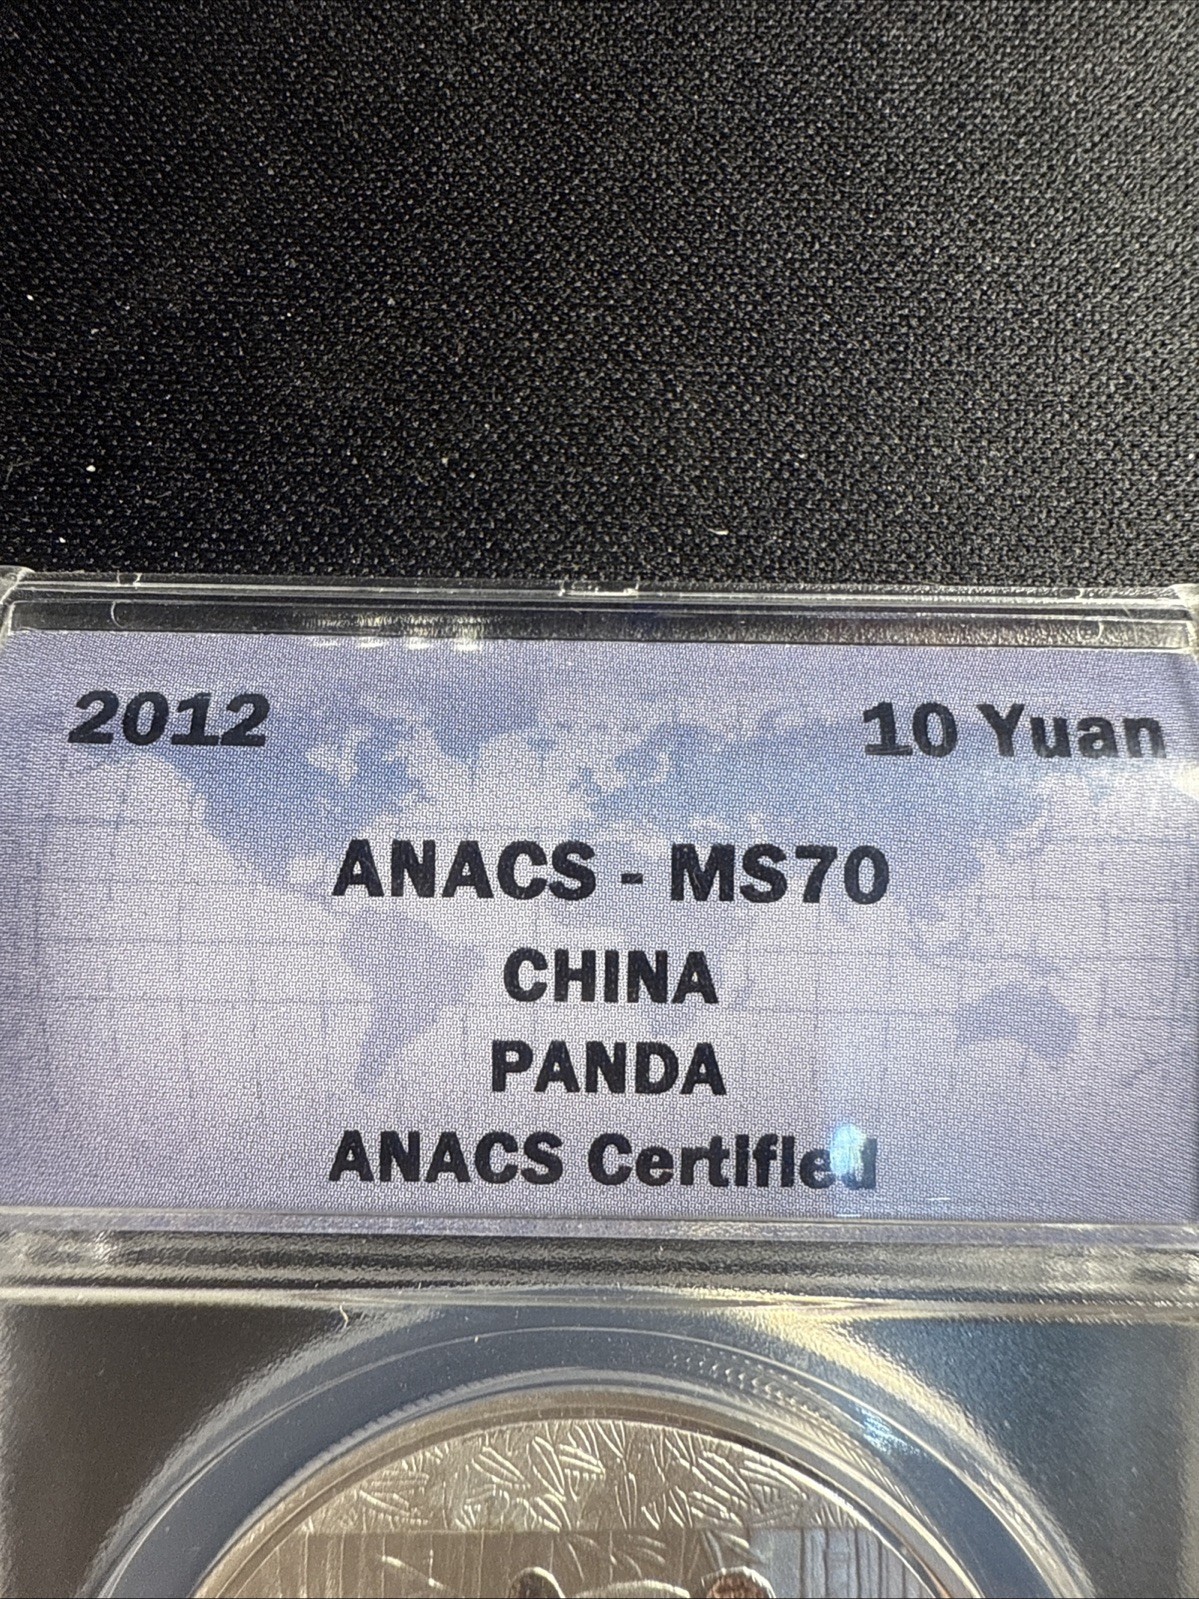 2012 10 Yuan
ANACS - MS70
CHINA
PANDA
ANACS Certified